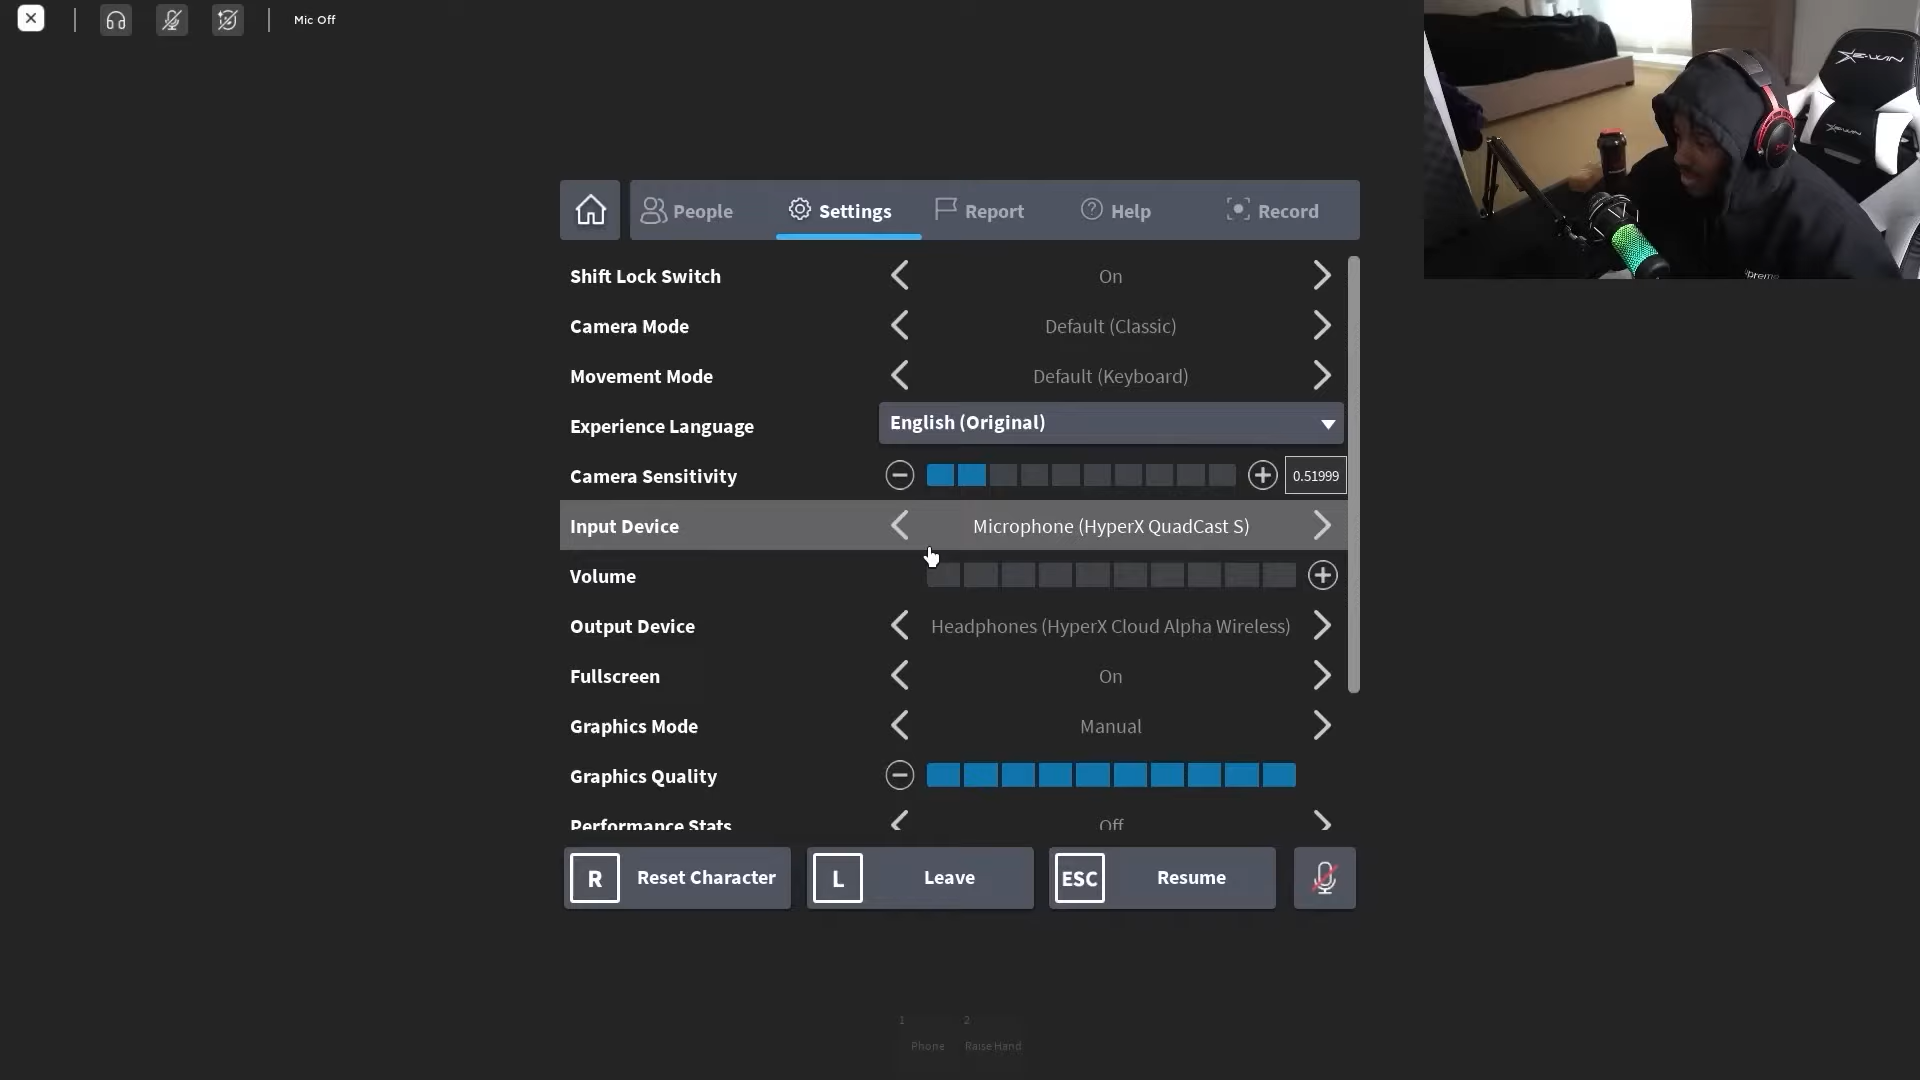 Mic Off
E-WIN
E-WIN
People
Settings
Report
Help
Record
Shift Lock Switch
On
Camera Mode
Default (Classic)
Movement Mode
Default (Keyboard)
Experience Language
English (Original)
Camera Sensitivity
0.51999
Input Device
Microphone (HyperX QuadCast S)
Volume
Output Device
Headphones (HyperX Cloud Alpha Wireless)
Fullscreen
On
Graphics Mode
Manual
Graphics Quality
Performance Stats
Off
R
Reset Character
L
Leave
ESC
Resume
1
2
Phone
Raise Hand